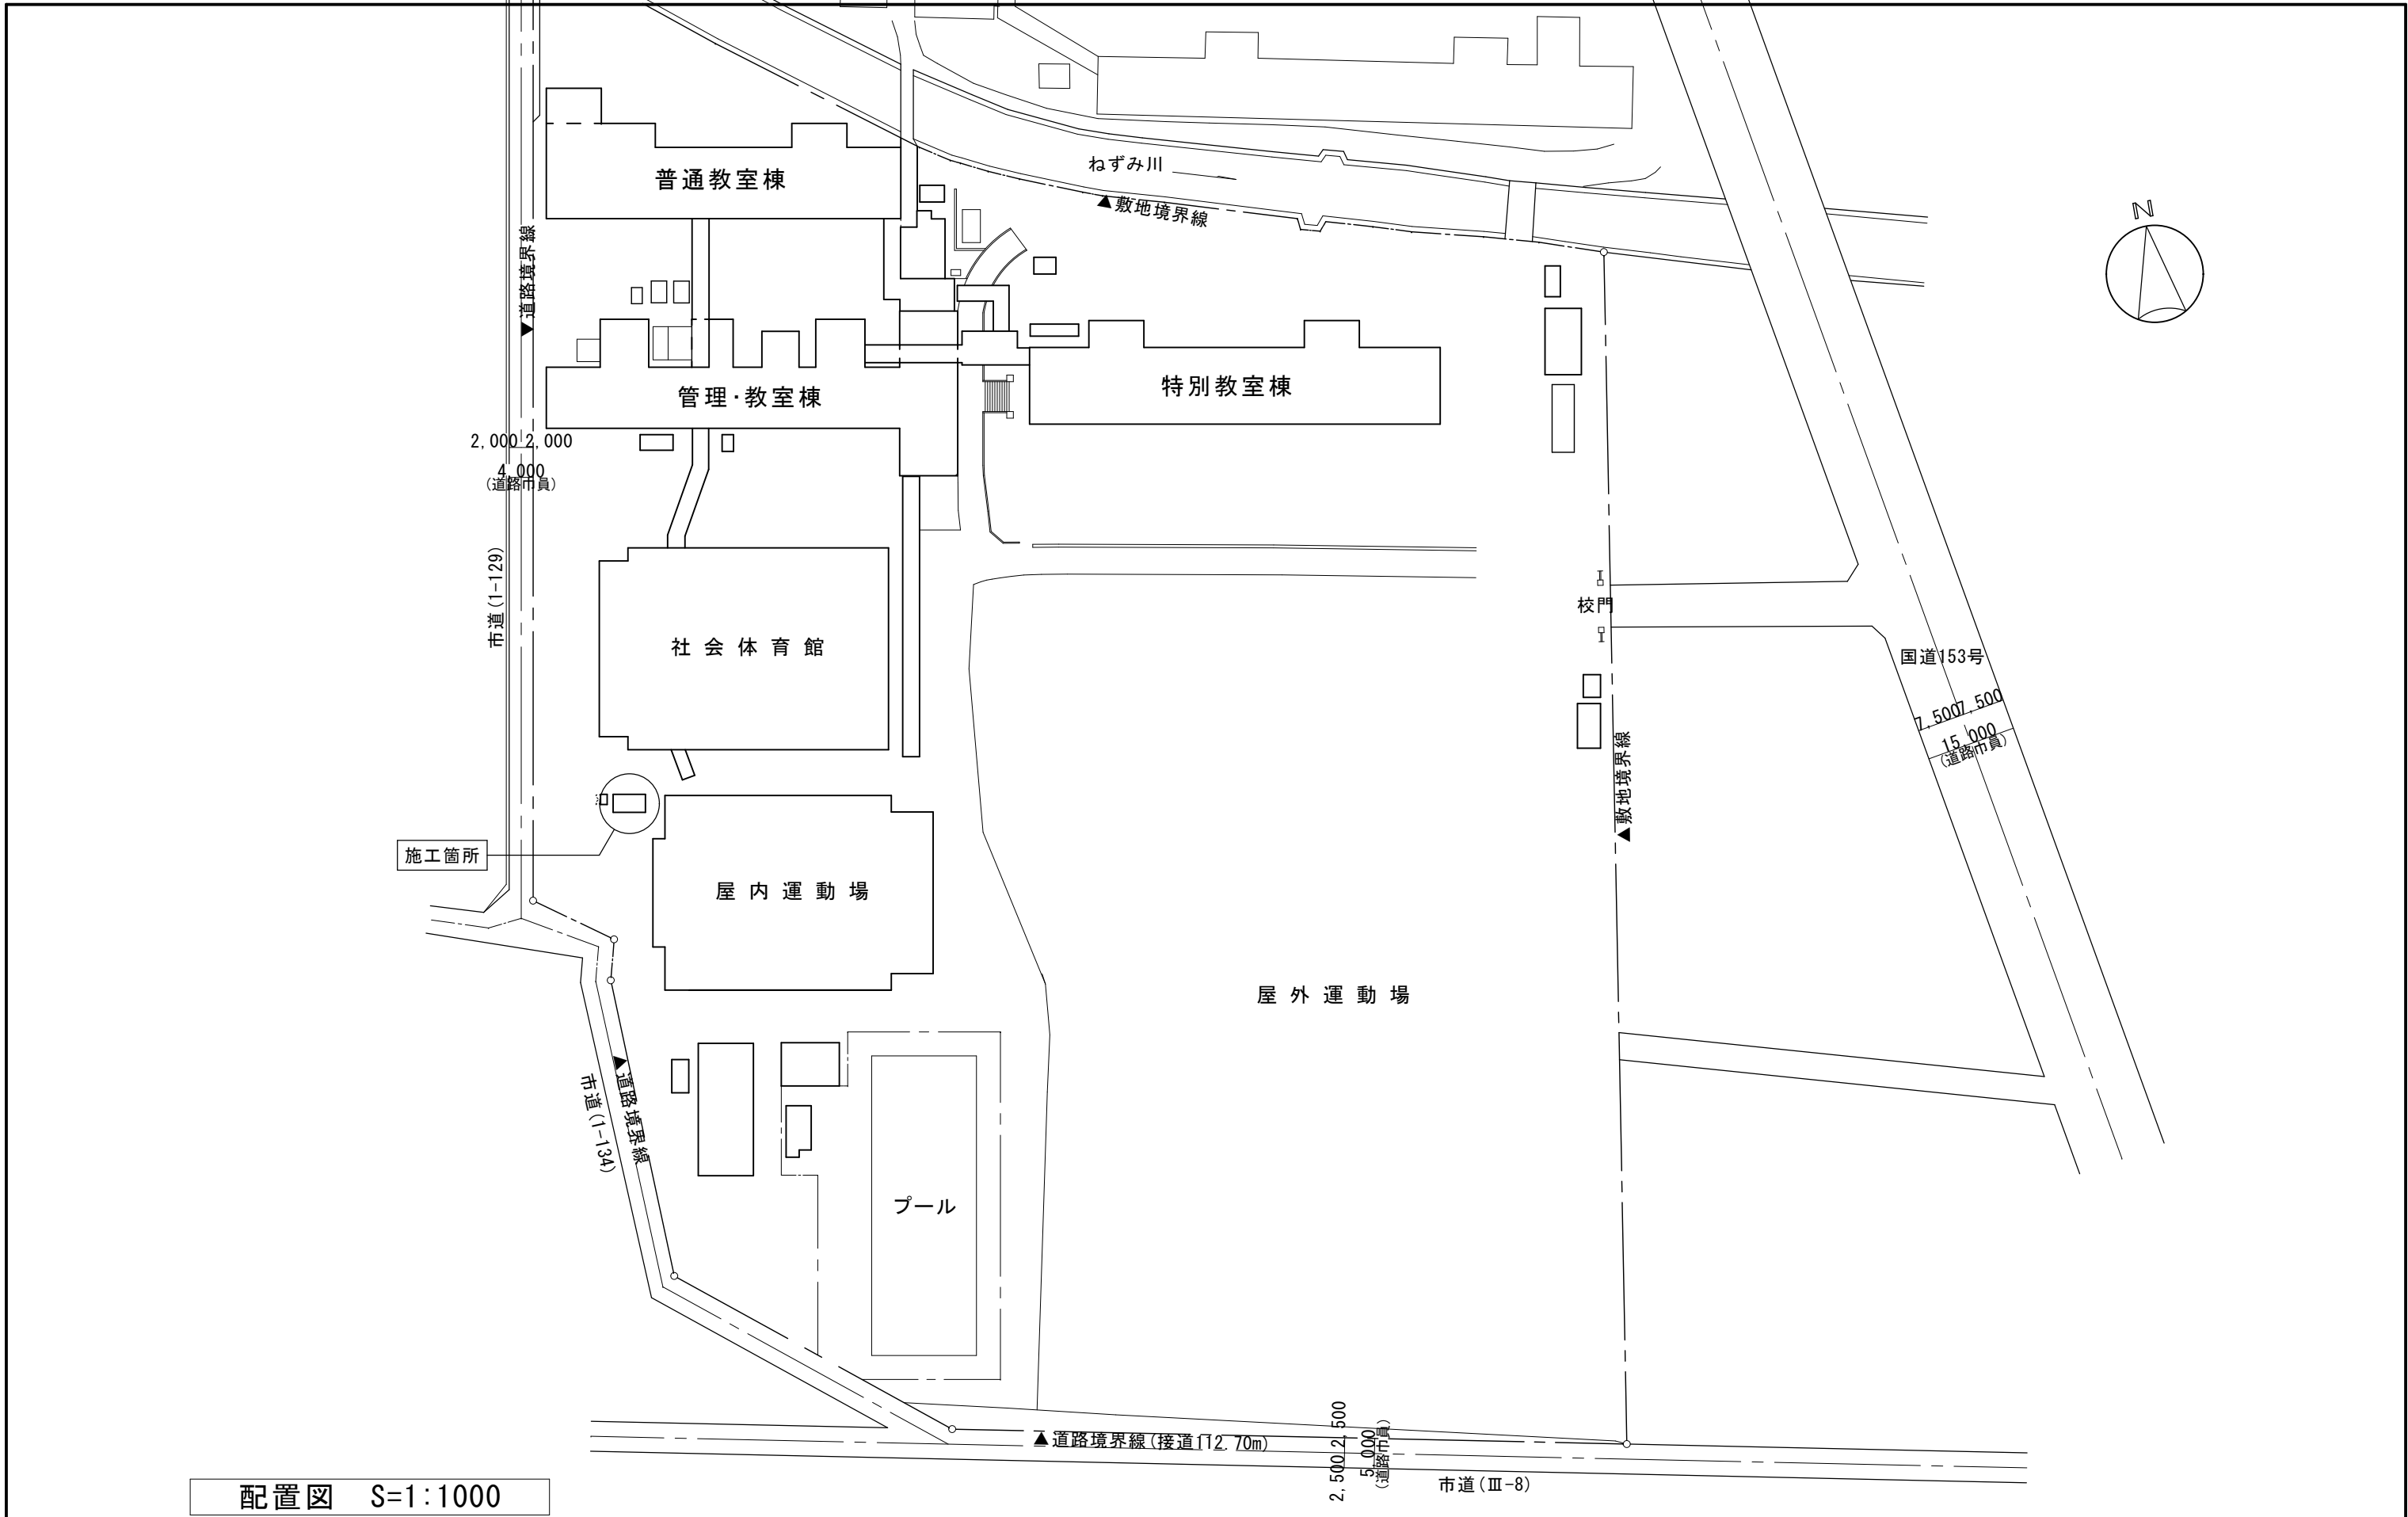 ねずみ川
普通教室棟
▲敷地境界線
N
▼道路境界線
管理・教室棟
特別教室棟
2,000 2,000
4,000
(道路巾員)
市道(1-129)
校門
社会体育館
国道153号
7,500 7,500
15,000
(道路巾員)
▲敷地境界線
施工箇所
屋内運動場
屋外運動場
▲道路境界線
市道(1-134)
プール
▲道路境界線(接道112.70m)
2,500 2,500
5,000
(道路巾員)
市道(Ⅲ-8)
配置図 S=1:1000